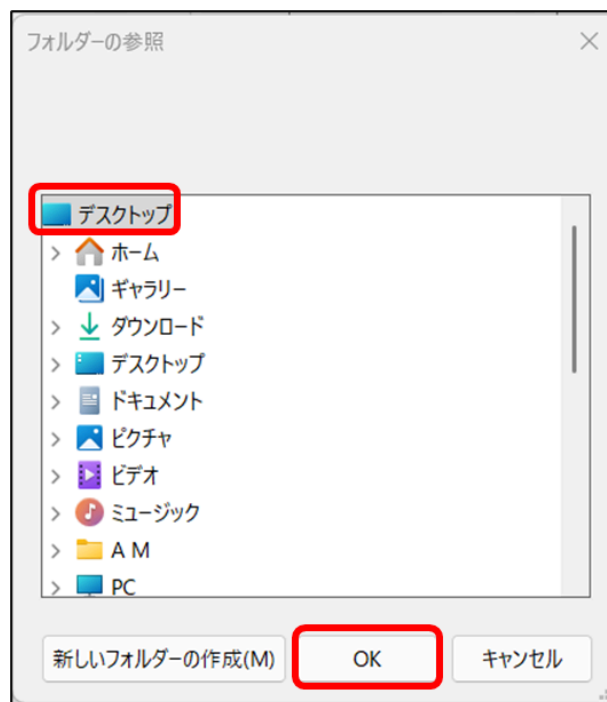 フォルダーの参照
デスクトップ
ホーム
ギャラリー
ダウンロード
デスクトップ
ドキュメント
ピクチャ
ビデオ
ミュージック
A M
PC
新しいフォルダーの作成(M)
OK
キャンセル